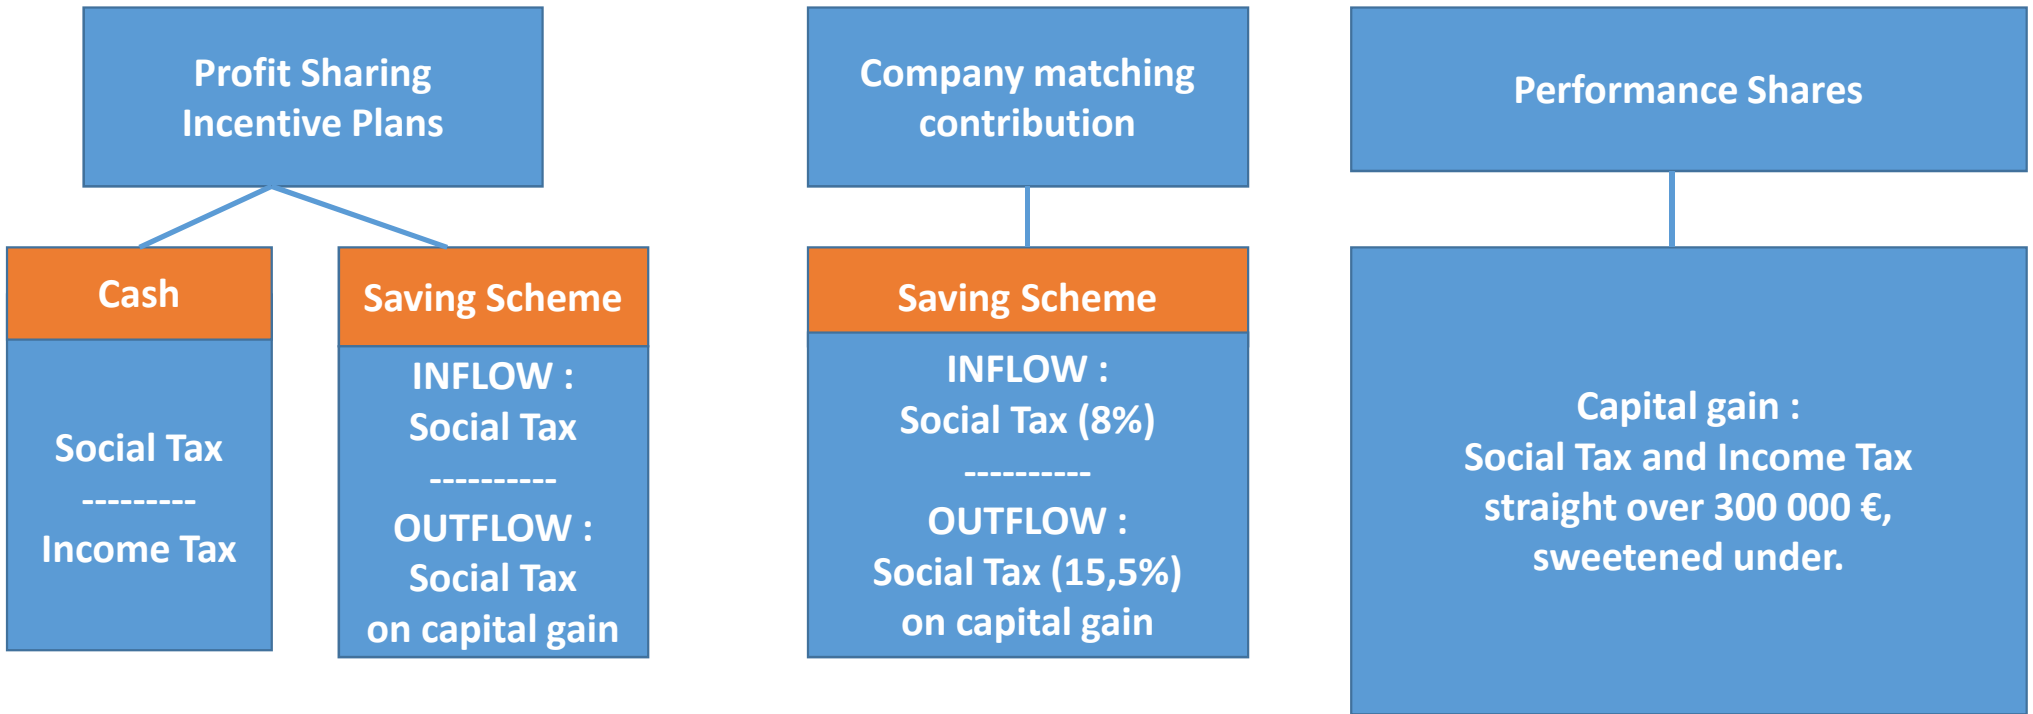 Profit Sharing
Incentive Plans
Cash
Social Tax
---------
Income Tax
Saving Scheme
INFLOW :
Social Tax
----------
OUTFLOW :
Social Tax
on capital gain
Company matching
contribution
Saving Scheme
INFLOW :
Social Tax (8%)
----------
OUTFLOW :
Social Tax (15,5%)
on capital gain
Performance Shares
Capital gain :
Social Tax and Income Tax
straight over 300 000 €,
sweetened under.